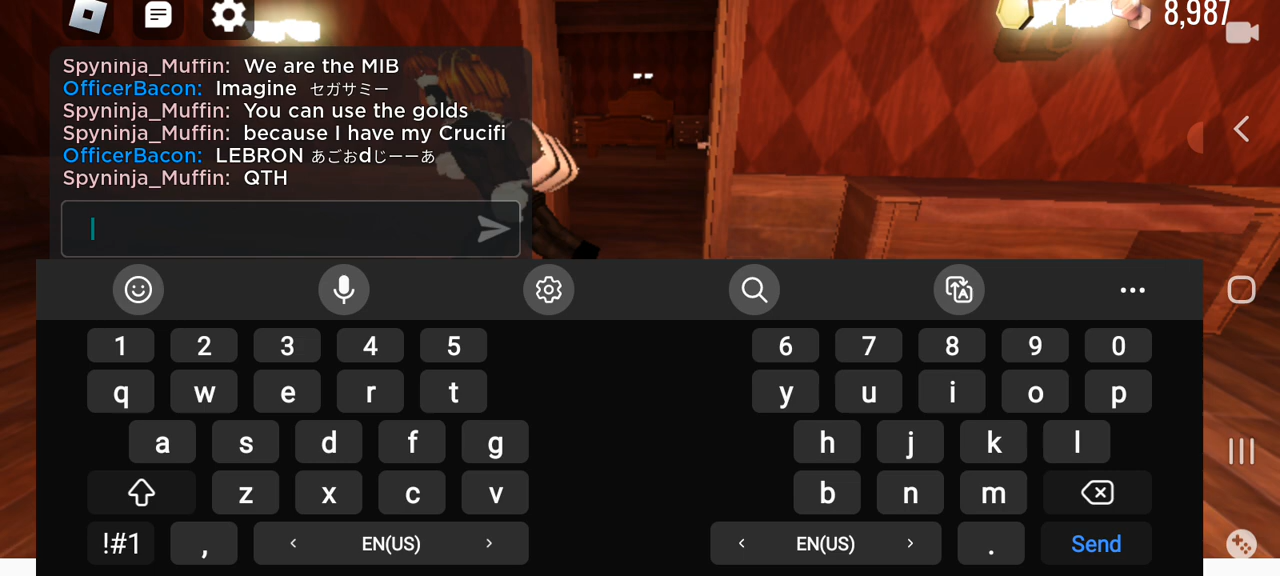 8,987
Spyninja_Muffin: We are the MIB
OfficerBacon: Imagine セガサミー
Spyninja_Muffin: You can use the golds
Spyninja_Muffin: because I have my Crucifi
OfficerBacon: LEBRON あごおdじーーあ
Spyninja_Muffin: QTH
1 2 3 4 5 6 7 8 9 0
q w e r t y u i o p
a s d f g h j k l
z x c v b n m
!#1 , < EN(US) > < EN(US) > . Send